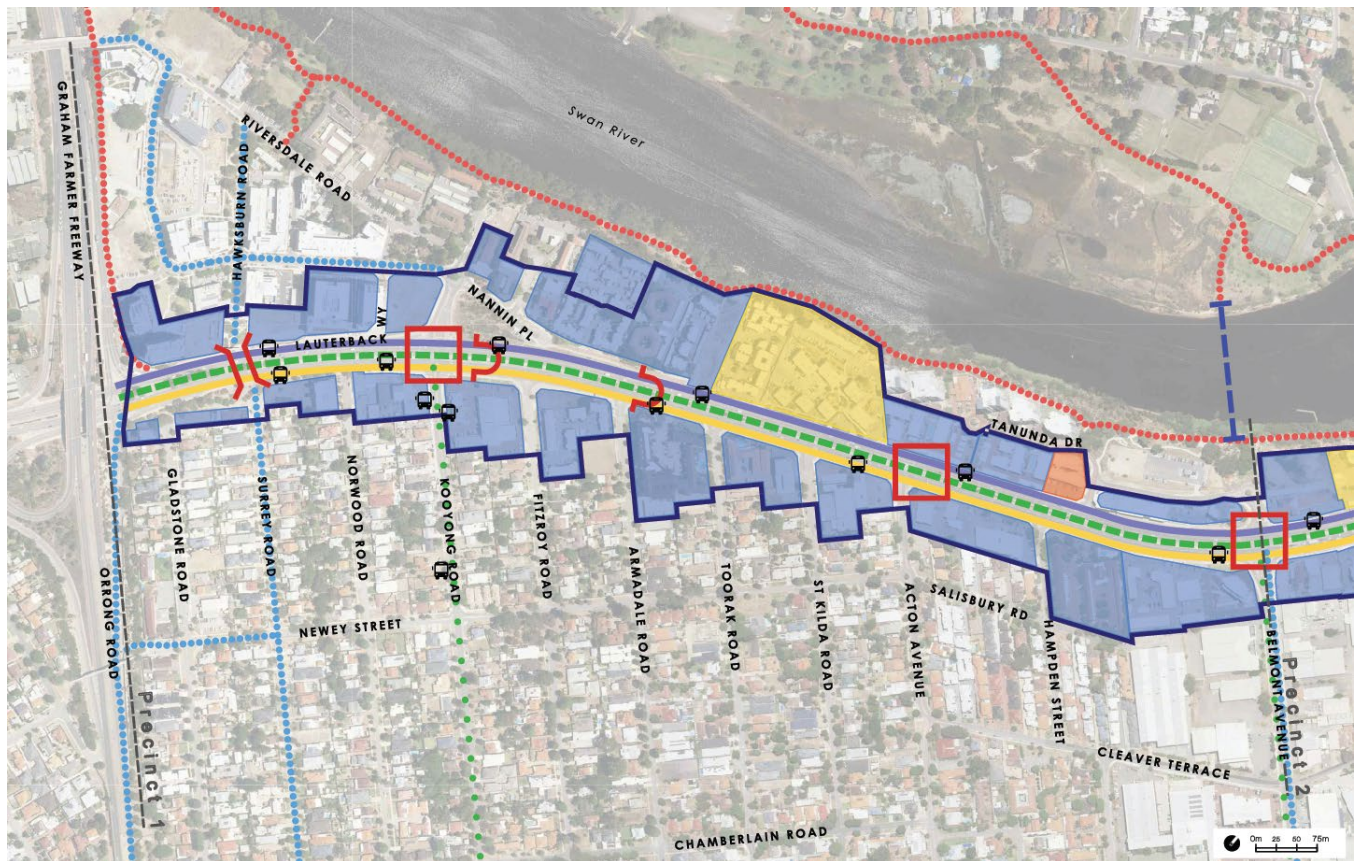 GRAHAM FARMER FREEWAY
HAWKSBURN ROAD
RIVERSDALE ROAD
Swan River
LAUTERBACK
WY
NANNIN PL
TANUNDA DR
ORRONG ROAD
Precinct 1
GLADSTONE ROAD
SURREY ROAD
NORWOOD ROAD
KOOYONG ROAD
FITZROY ROAD
ARMADALE ROAD
TOORAK ROAD
ST KILDA ROAD
ACTON AVENUE
SALISBURY RD
HAMPDEN STREET
BELMONT AVENUE
Precinct 2
NEWEY STREET
CLEAVER TERRACE
CHAMBERLAIN ROAD
0m 25 50 75m